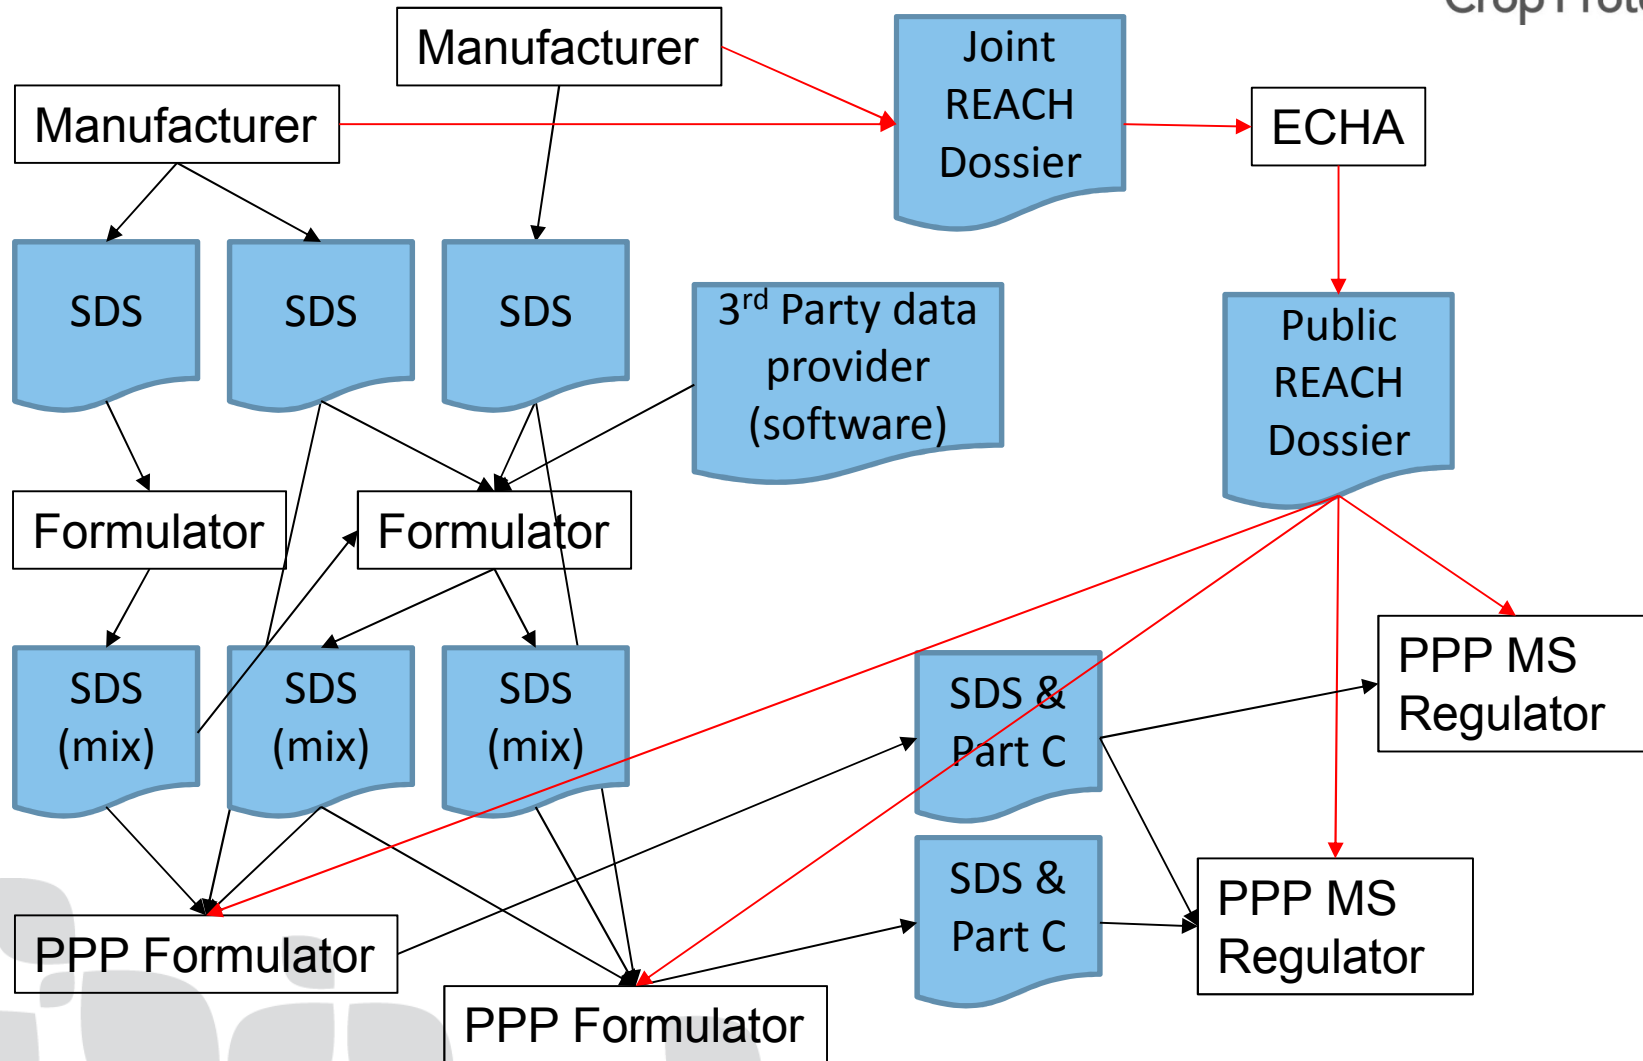 Crop Prote
Manufacturer
Joint
REACH
Dossier
Manufacturer
ECHA
SDS
SDS
SDS
3rd Party data
provider
(software)
Public
REACH
Dossier
Formulator
Formulator
SDS
(mix)
SDS
(mix)
SDS
(mix)
SDS &
Part C
PPP MS
Regulator
SDS &
Part C
PPP MS
Regulator
PPP Formulator
PPP Formulator